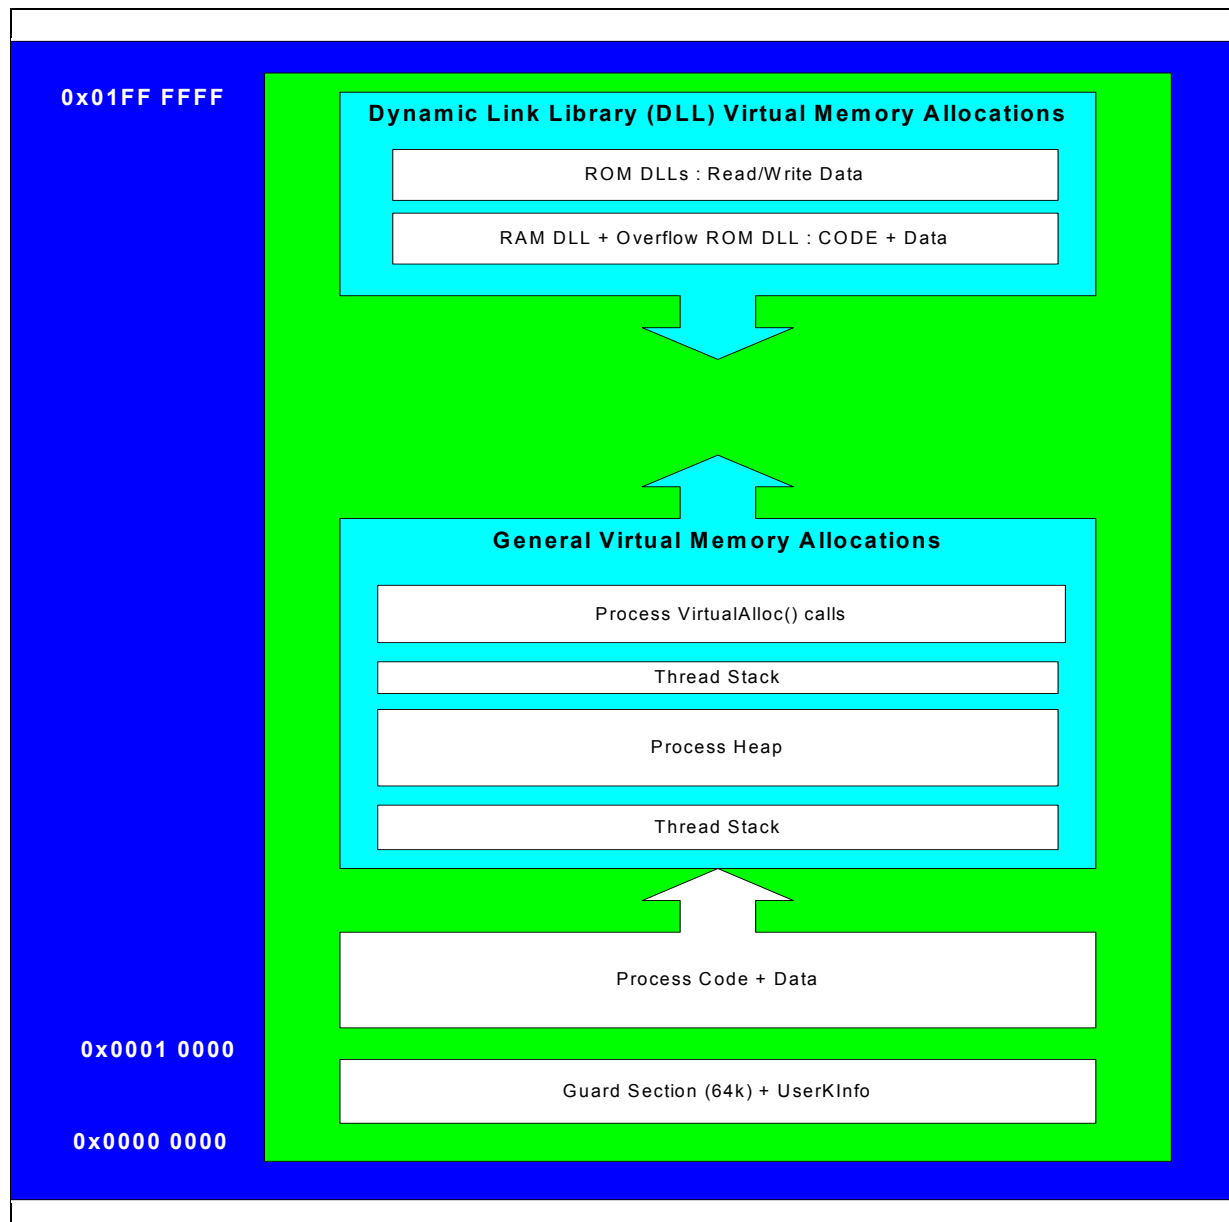 0x01FF FFFF
Dynamic Link Library (DLL) Virtual Memory Allocations
ROM DLLs : Read/Write Data
RAM DLL + Overflow ROM DLL : CODE + Data
General Virtual Memory Allocations
Process VirtualAlloc() calls
Thread Stack
Process Heap
Thread Stack
Process Code + Data
0x0001 0000
Guard Section (64k) + UserKInfo
0x0000 0000